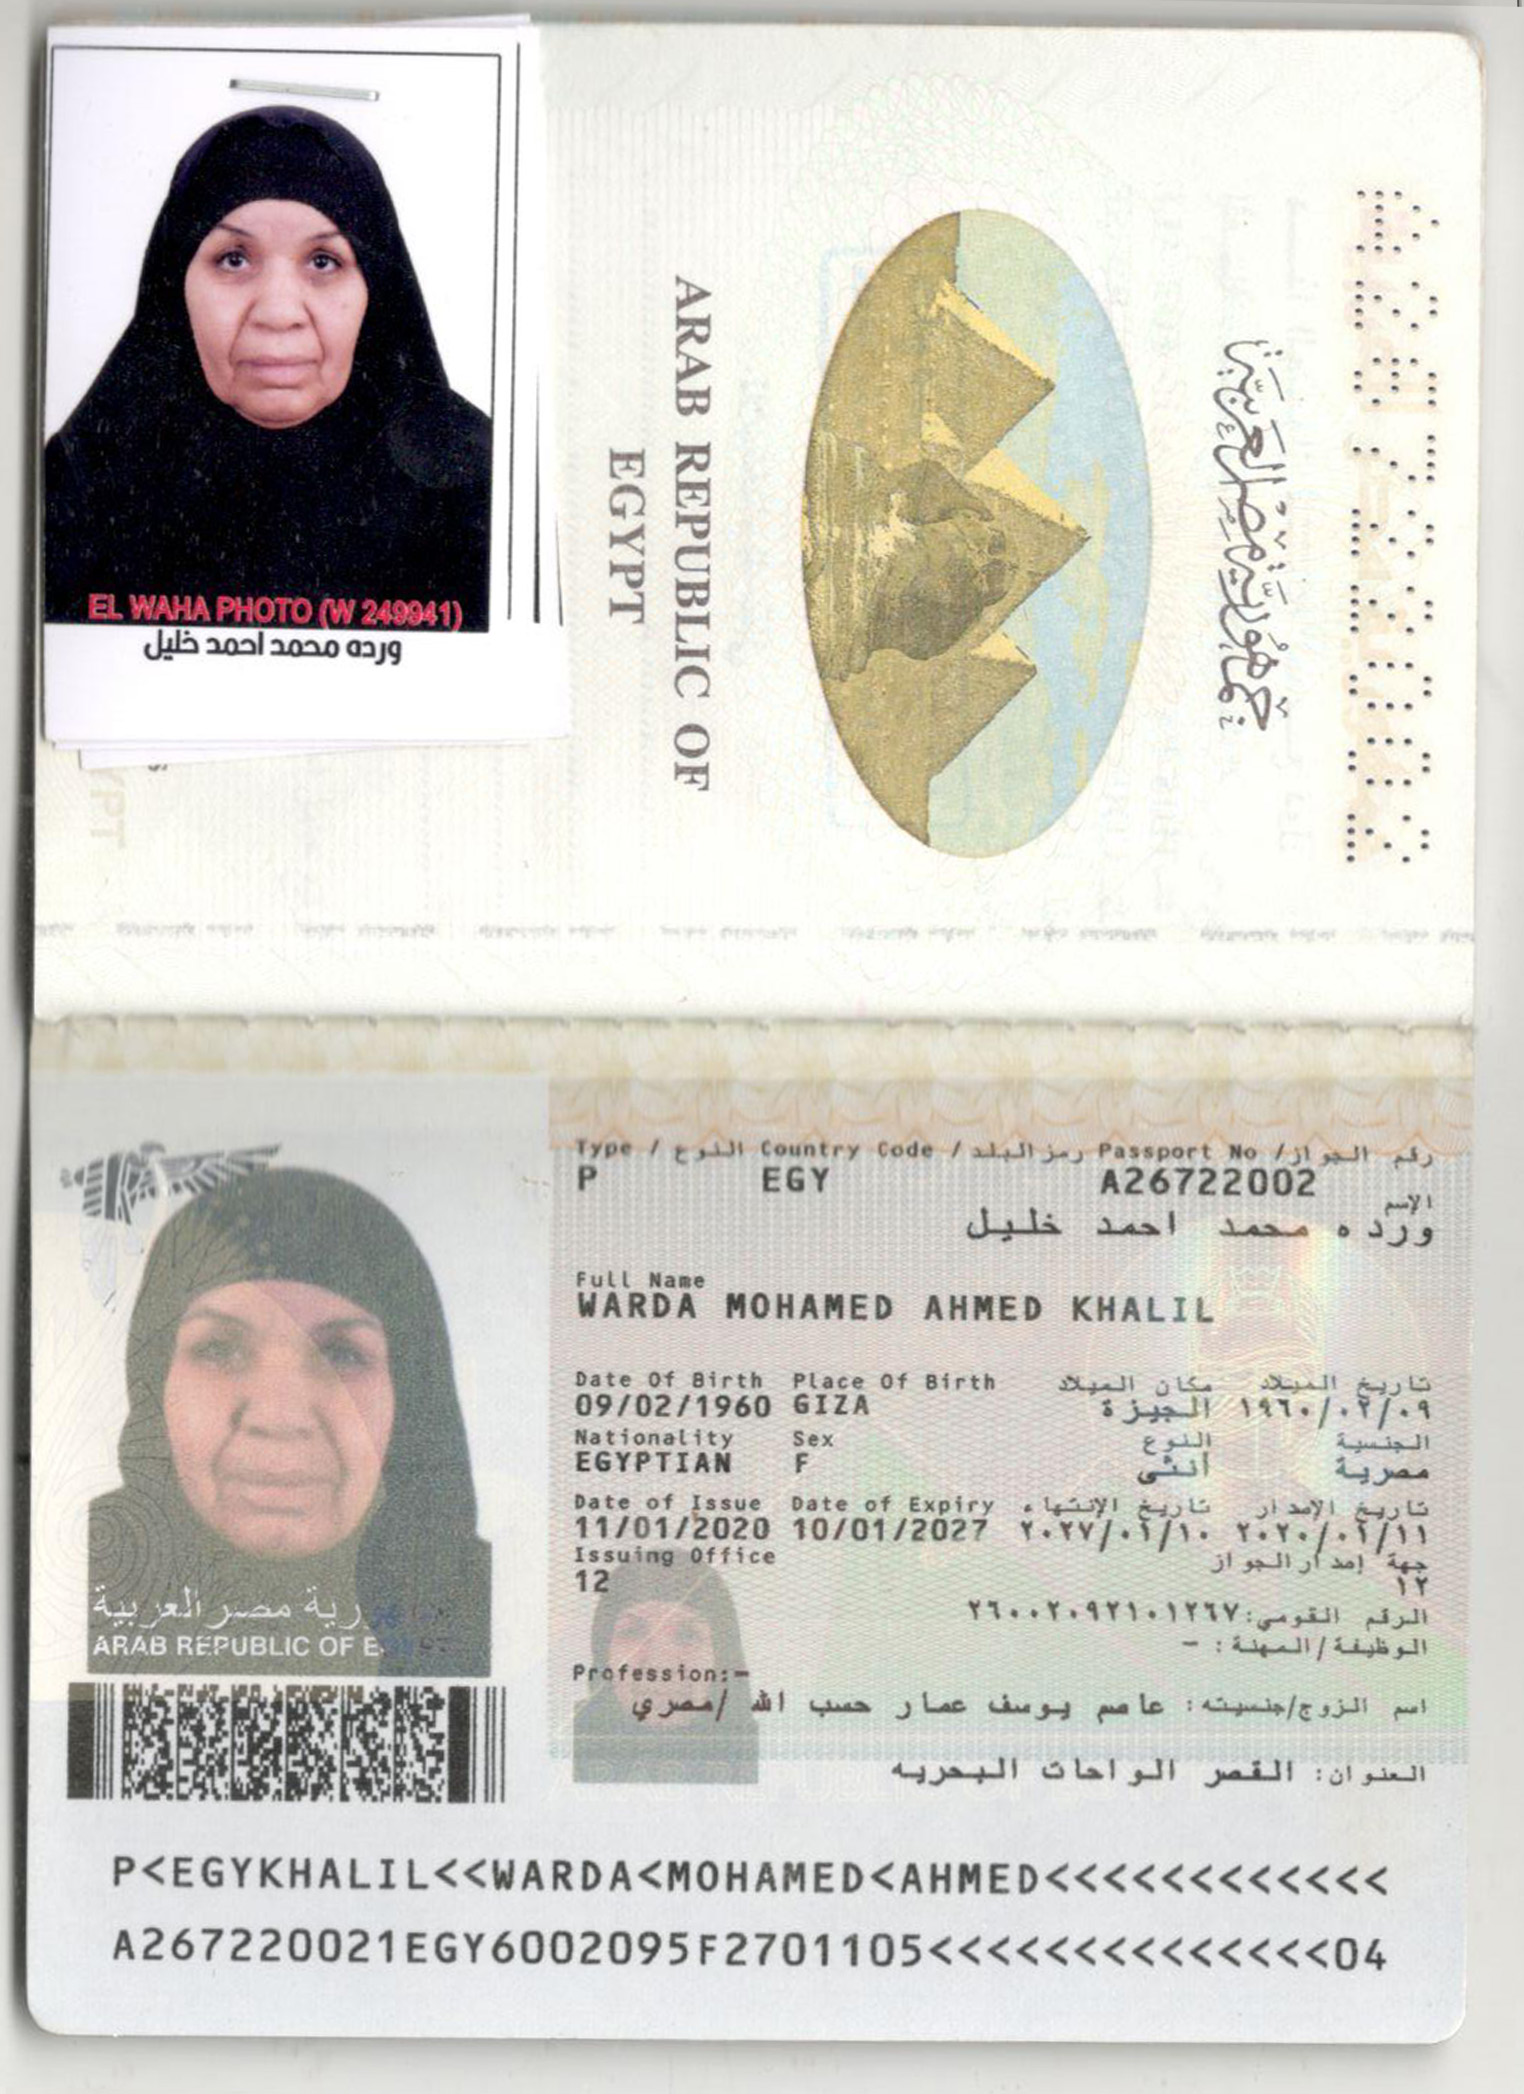 EL WAHA PHOTO (W 249941)
ورده محمد احمد خليل
ARAB REPUBLIC OF
EGYPT
جمهورية مصر العربية
A26722002
Type / النوع Country Code / رمز البلد Passport No / رقم الجواز
P EGY A26722002
الإسم
ورده محمد احمد خليل
Full Name
WARDA MOHAMED AHMED KHALIL
Date Of Birth Place Of Birth مكان الميلاد تاريخ الميلاد
09/02/1960 GIZA الجيزة ١٩٦٠/٠٢/٠٩
Nationality Sex النوع الجنسية
EGYPTIAN F أنثى مصرية
Date of Issue Date of Expiry تاريخ الإنتهاء تاريخ الإصدار
11/01/2020 10/01/2027 ٢٠٢٧/٠١/١٠ ٢٠٢٠/٠١/١١
Issuing Office جهة إصدار الجواز
12 ١٢
الرقم القومى: ٢٦٠٠٢٠٩٢١٠١٢٦٧
الوظيفة/المهنة: -
Profession:-
اسم الزوج/جنسيته: عاصم يوسف عمار حسب الله /مصري
العنوان: القصر الواحات البحريه
رية مصر العربية
ARAB REPUBLIC OF E
P<EGYKHALIL<<WARDA<MOHAMED<AHMED<<<<<<<<<<<<
A267220021EGY6002095F2701105<<<<<<<<<<<<<<04